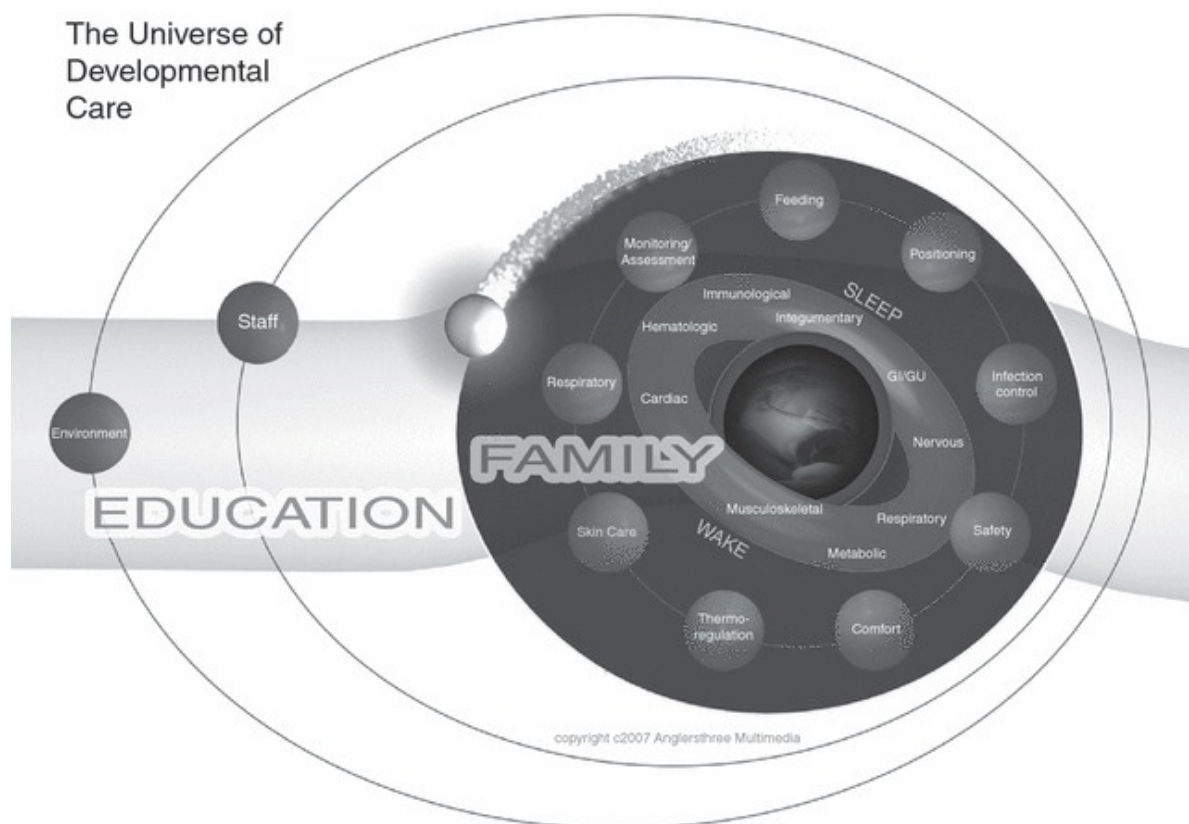 The Universe of
Developmental
Care
Feeding
Monitoring/
Assessment
Positioning
SLEEP
Immunological
Integumentary
Hematologic
Staff
GI/GU
Respiratory
Infection
control
Cardiac
Environment
Nervous
FAMILY
EDUCATION
Musculoskeletal
Respiratory
Skin Care
Safety
WAKE
Metabolic
Thermo-
regulation
Comfort
copyright c2007 Anglersthree Multimedia